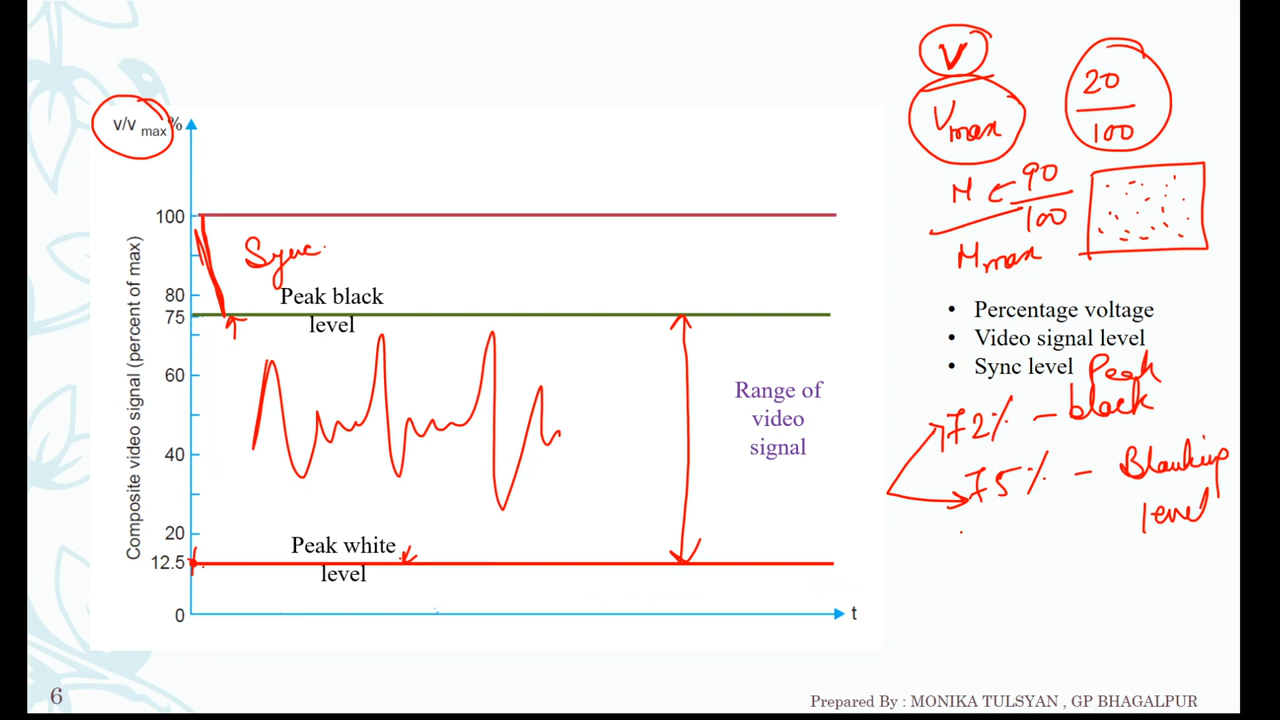 V/V max %
100
80
75
60
40
20
12.5
0
t
Composite video signal (percent of max)
Sync
Peak black
level
Peak white
level
Range of
video
signal
V
Vmax
20
100
M
90
100
Mmax
• Percentage voltage
• Video signal level
• Sync level
72% – Peak black
75% – Blanking
level
6
Prepared By : MONIKA TULSYAN , GP BHAGALPUR